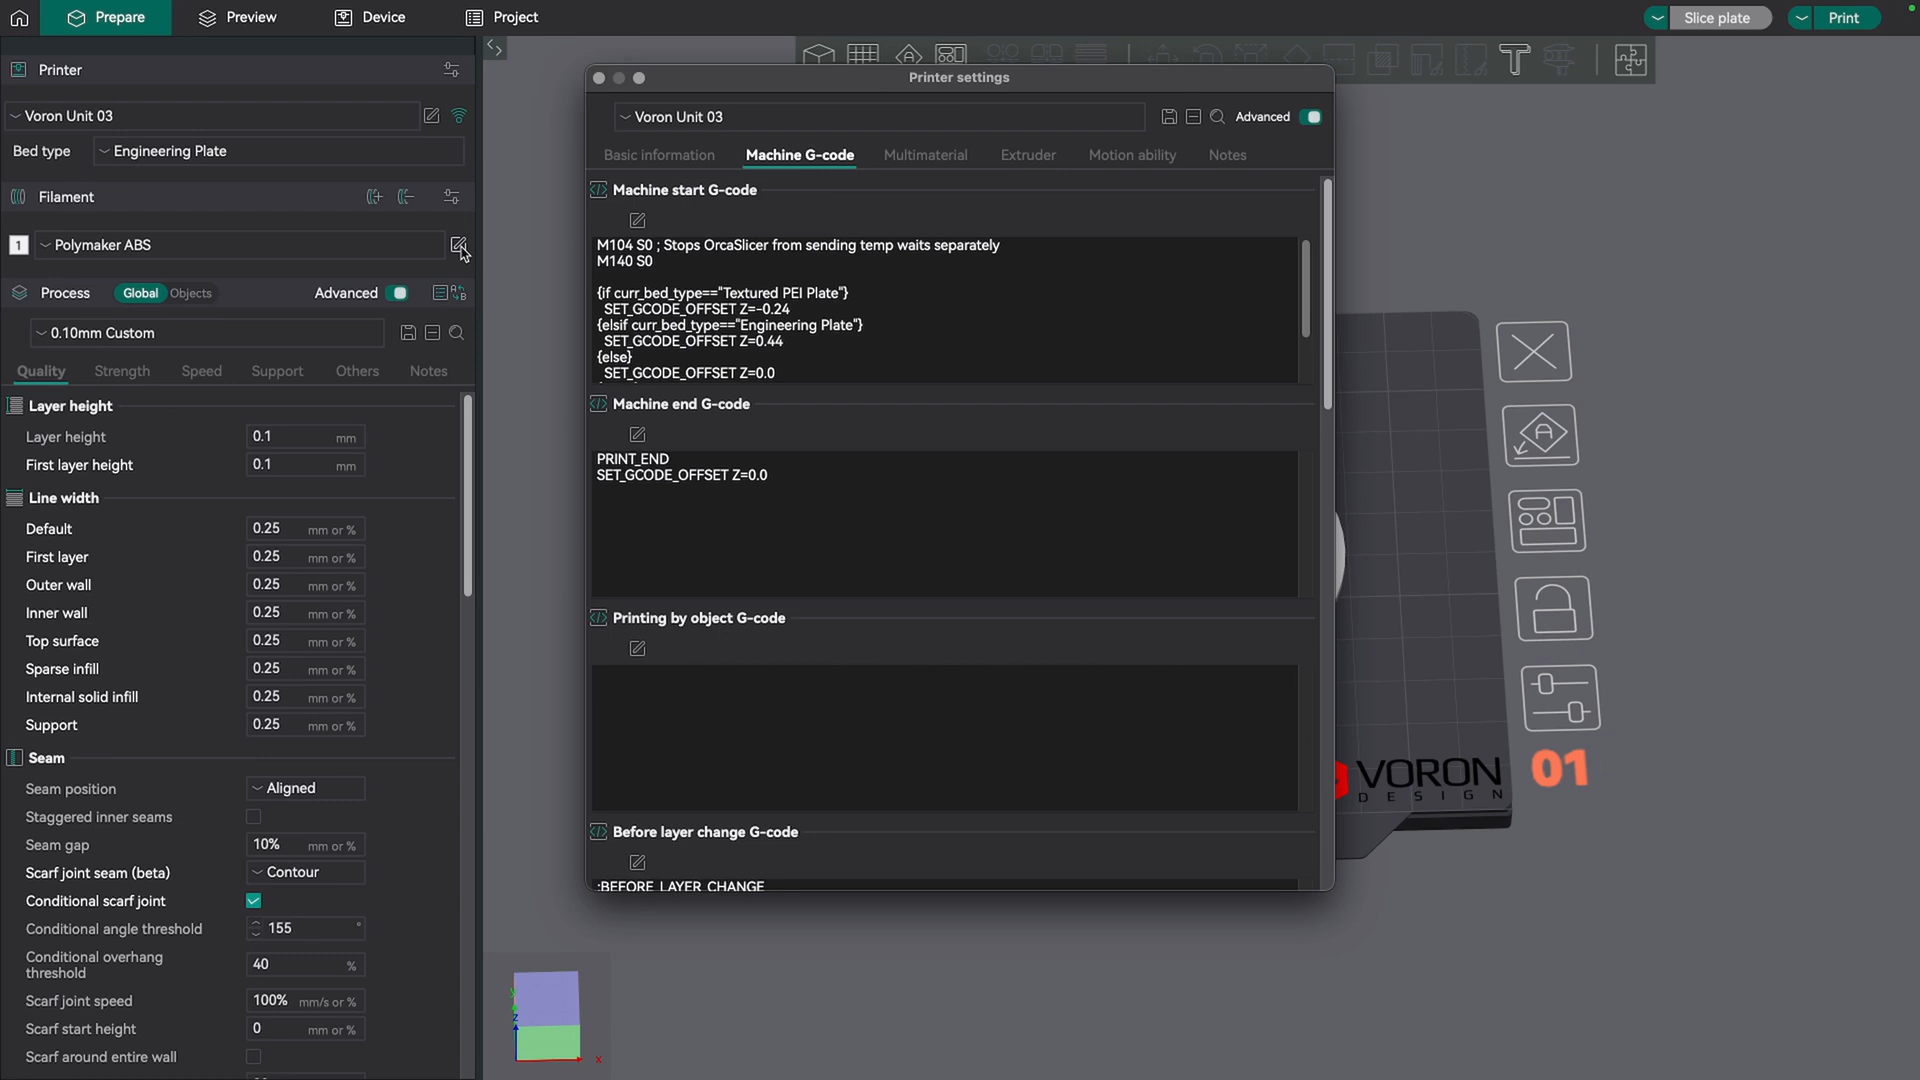 Prepare
Preview
Device
Project
Slice plate
Print
Printer
Voron Unit 03
Bed type
Engineering Plate
Filament
1
Polymaker ABS
Process
Global
Objects
Advanced
0.10mm Custom
Quality
Strength
Speed
Support
Others
Notes
Layer height
Layer height
0.1
mm
First layer height
0.1
mm
Line width
Default
0.25
mm or %
First layer
0.25
mm or %
Outer wall
0.25
mm or %
Inner wall
0.25
mm or %
Top surface
0.25
mm or %
Sparse infill
0.25
mm or %
Internal solid infill
0.25
mm or %
Support
0.25
mm or %
Seam
Seam position
Aligned
Staggered inner seams
Seam gap
10%
mm or %
Scarf joint seam (beta)
Contour
Conditional scarf joint
Conditional angle threshold
155
°
Conditional overhang
threshold
40
%
Scarf joint speed
100%
mm/s or %
Scarf start height
0
mm or %
Scarf around entire wall
Printer settings
Voron Unit 03
Advanced
Basic information
Machine G-code
Multimaterial
Extruder
Motion ability
Notes
Machine start G-code
M104 S0 ; Stops OrcaSlicer from sending temp waits separately
M140 S0
{if curr_bed_type=="Textured PEI Plate"}
SET_GCODE_OFFSET Z=-0.24
{elsif curr_bed_type=="Engineering Plate"}
SET_GCODE_OFFSET Z=0.44
{else}
SET_GCODE_OFFSET Z=0.0
Machine end G-code
PRINT_END
SET_GCODE_OFFSET Z=0.0
Printing by object G-code
Before layer change G-code
;BEFORE_LAYER_CHANGE
VORON
DESIGN
01
y
z
x